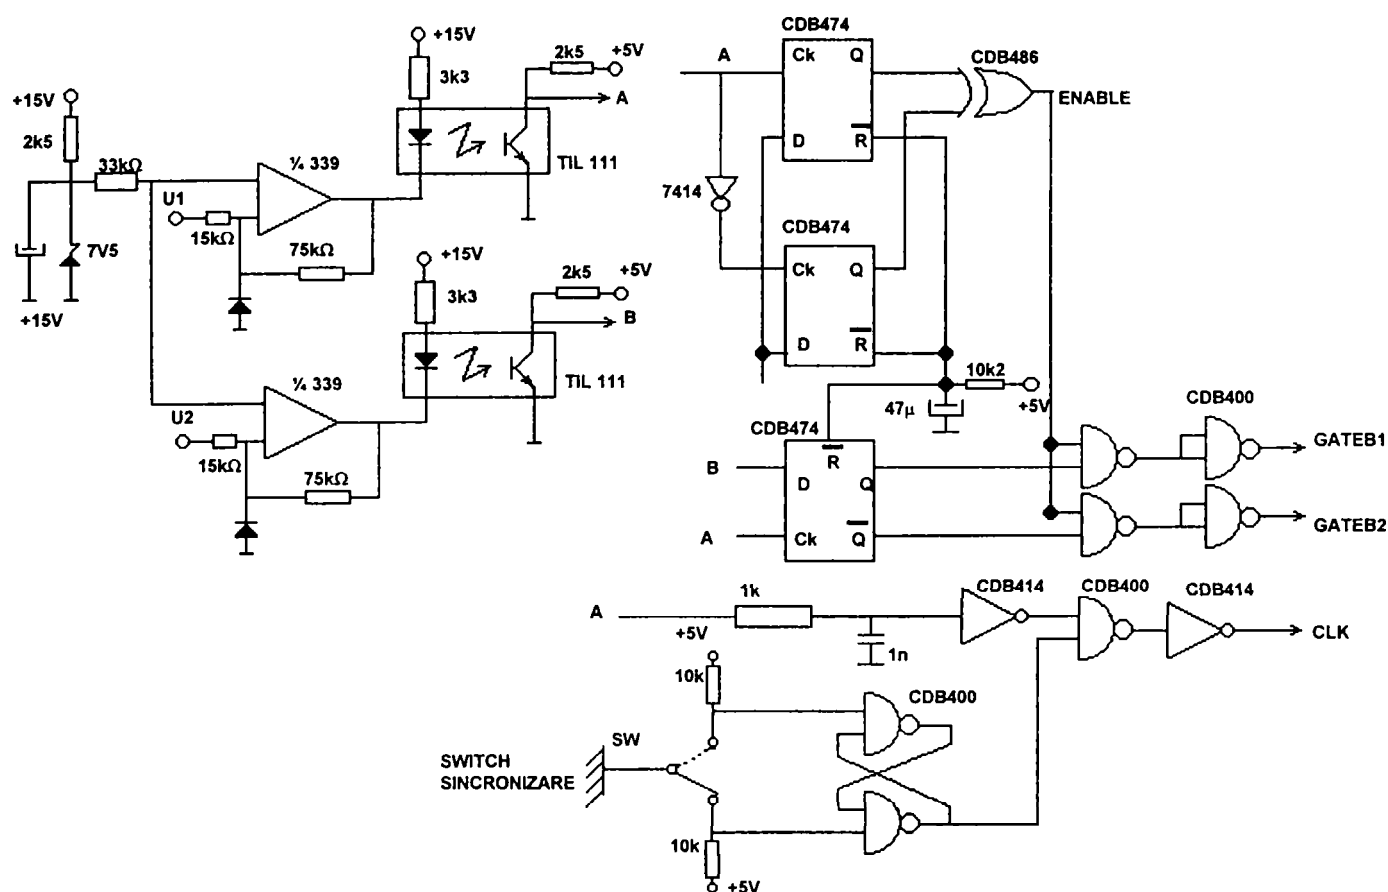 +15V
2k5
33kΩ
7V5
+15V
U1
15kΩ
¼ 339
75kΩ
+15V
3k3
2k5
+5V
A
TIL 111
+15V
3k3
2k5
+5V
B
TIL 111
U2
15kΩ
¼ 339
75kΩ
CDB474
A
Ck
Q
D
R
CDB486
ENABLE
7414
CDB474
Ck
Q
D
R
10k2
+5V
47µ
CDB474
B
R
D
Q
A
Ck
Q
CDB400
GATEB1
GATEB2
A
1k
1n
CDB414
CDB400
CDB414
CLK
+5V
10k
CDB400
SW
SWITCH
SINCRONIZARE
10k
+5V